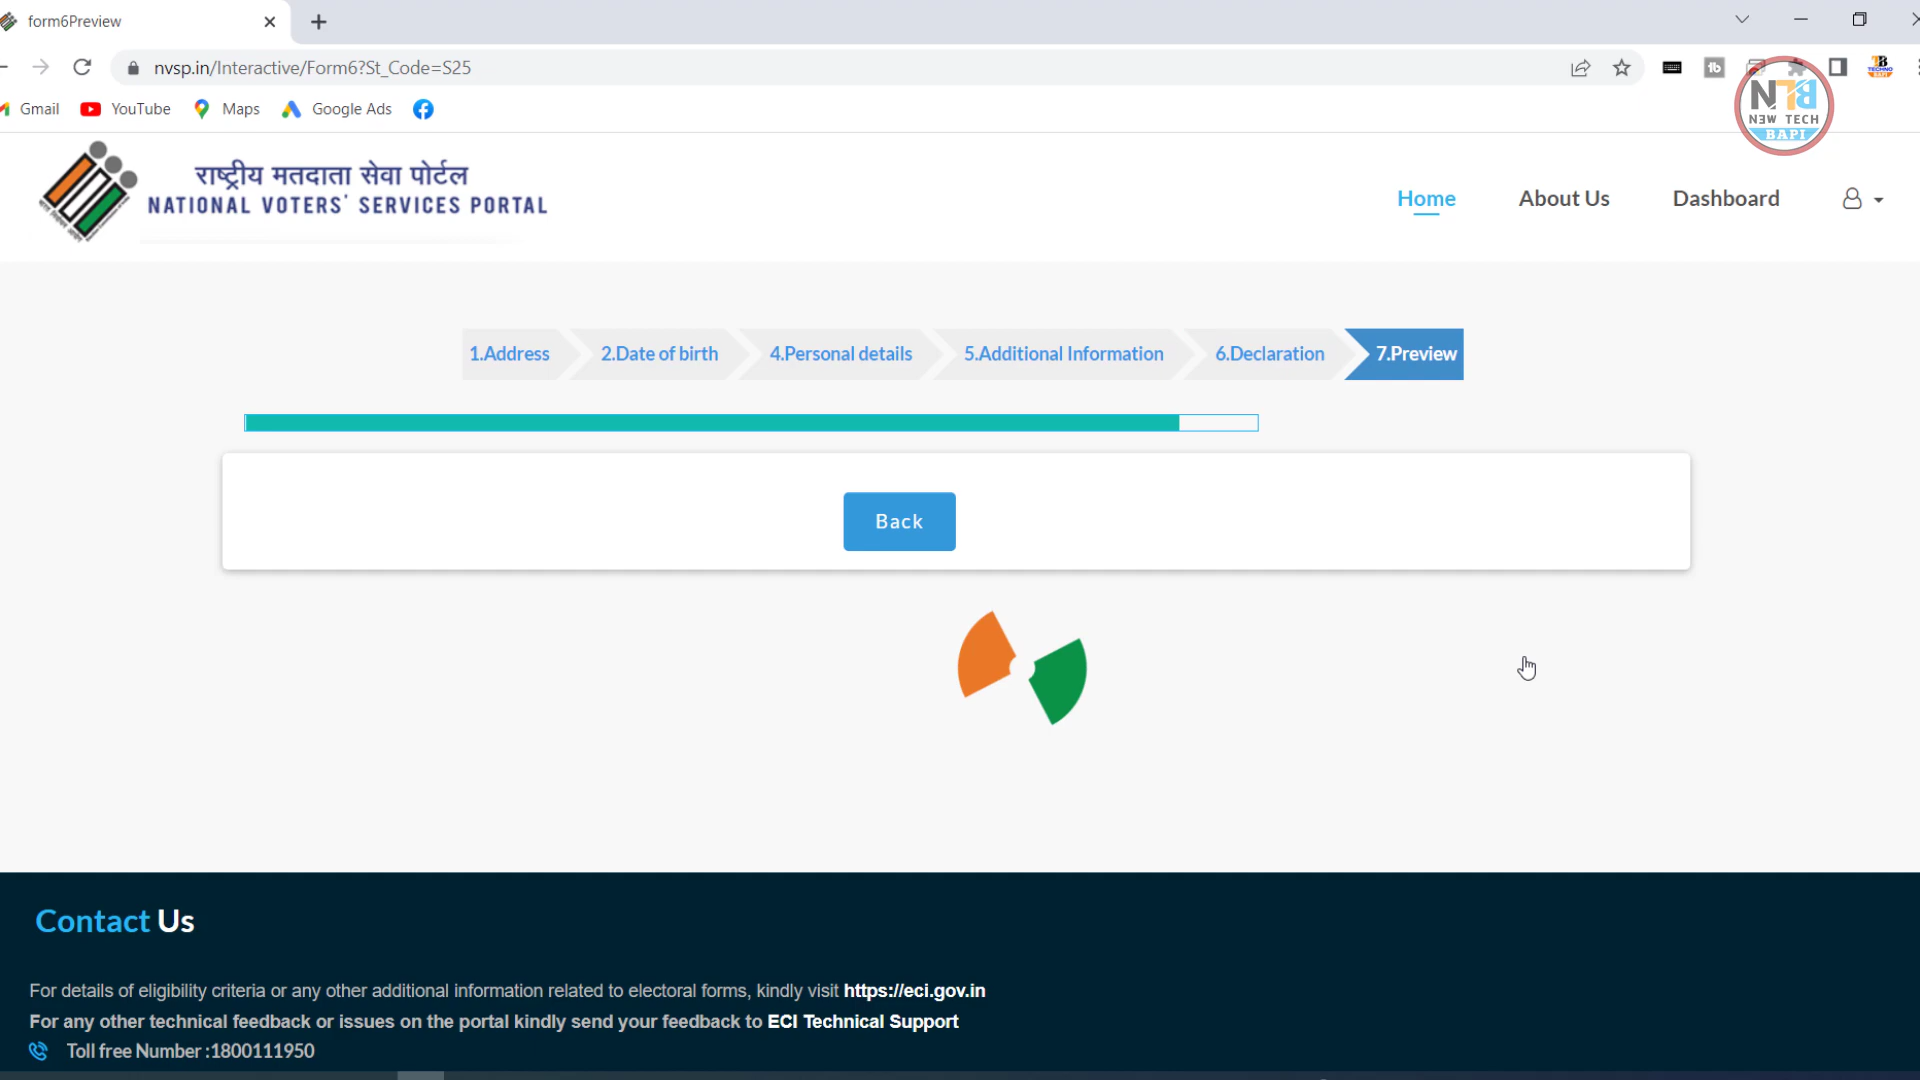 form6Preview
nvsp.in/Interactive/Form6?St_Code=S25
Gmail YouTube Maps Google Ads
NTB
N3W TECH
BAPI
राष्ट्रीय मतदाता सेवा पोर्टल
NATIONAL VOTERS' SERVICES PORTAL
Home About Us Dashboard
1.Address 2.Date of birth 4.Personal details 5.Additional Information 6.Declaration 7.Preview
Back
Contact Us
For details of eligibility criteria or any other additional information related to electoral forms, kindly visit https://eci.gov.in
For any other technical feedback or issues on the portal kindly send your feedback to ECI Technical Support
Toll free Number :1800111950